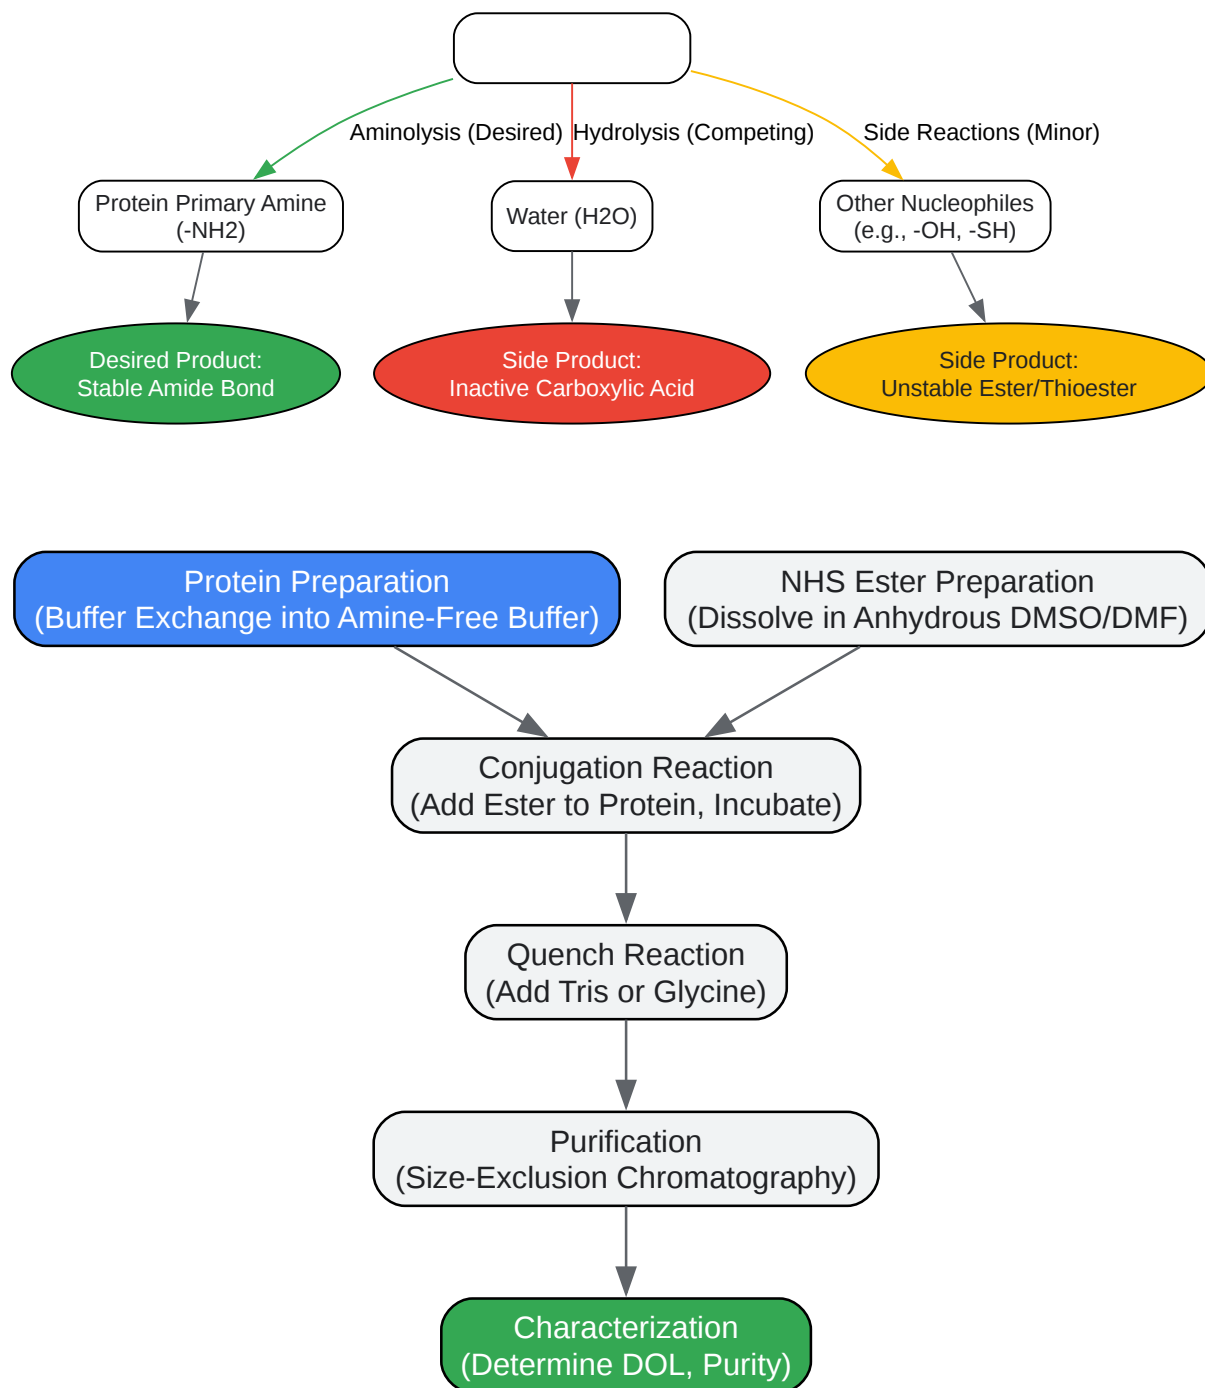 Aminolysis (Desired)
Hydrolysis (Competing)
Side Reactions (Minor)
Protein Primary Amine
(-NH2)
Water (H2O)
Other Nucleophiles
(e.g., -OH, -SH)
Desired Product:
Stable Amide Bond
Side Product:
Inactive Carboxylic Acid
Side Product:
Unstable Ester/Thioester
Protein Preparation
(Buffer Exchange into Amine-Free Buffer)
NHS Ester Preparation
(Dissolve in Anhydrous DMSO/DMF)
Conjugation Reaction
(Add Ester to Protein, Incubate)
Quench Reaction
(Add Tris or Glycine)
Purification
(Size-Exclusion Chromatography)
Characterization
(Determine DOL, Purity)